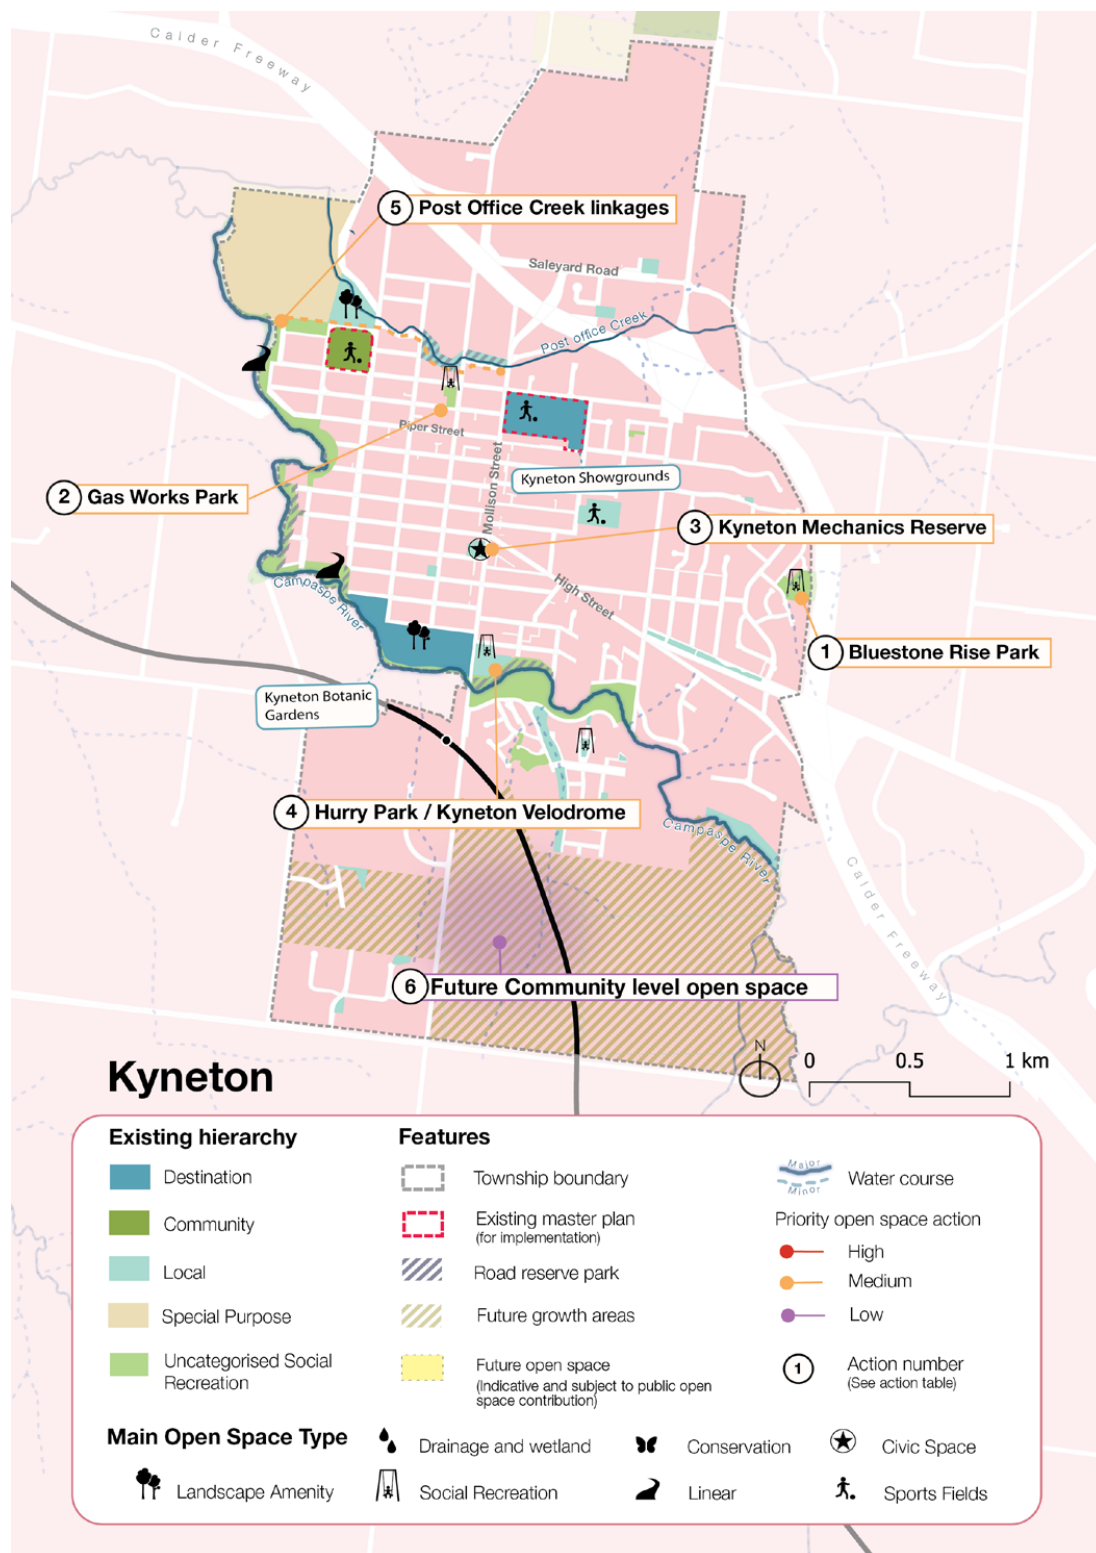 Calder Freeway
5 Post Office Creek linkages
Saleyard Road
Post office Creek
Piper Street
Mollison Street
Kyneton Showgrounds
2 Gas Works Park
3 Kyneton Mechanics Reserve
High Street
Campaspe River
1 Bluestone Rise Park
Kyneton Botanic
Gardens
4 Hurry Park / Kyneton Velodrome
Campaspe River
Calder Freeway
6 Future Community level open space
N
0 0.5 1 km
Kyneton
Existing hierarchy
Destination
Community
Local
Special Purpose
Uncategorised Social
Recreation
Features
Township boundary
Existing master plan
(for implementation)
Road reserve park
Future growth areas
Future open space
(Indicative and subject to public open
space contribution)
Major
Minor
Water course
Priority open space action
High
Medium
Low
1
Action number
(See action table)
Main Open Space Type
Drainage and wetland
Conservation
Civic Space
Landscape Amenity
Social Recreation
Linear
Sports Fields